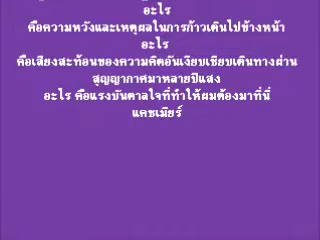 อะไร
คือความหวังและเหตุผลในการก้าวเดินไปข้างหน้า
อะไร
คือเสียงสะท้อนของความคิดอันเงียบเชียบเดินทางผ่าน
สูญญากาศมาหลายปีแสง
อะไร คือแรงบันดาลใจที่ทำให้ผมต้องมาที่นี่
แคชเมียร์